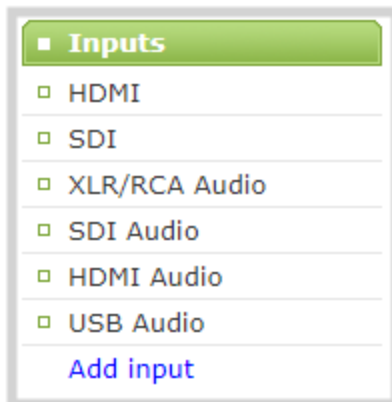 Inputs
HDMI
SDI
XLR/RCA Audio
SDI Audio
HDMI Audio
USB Audio
Add input